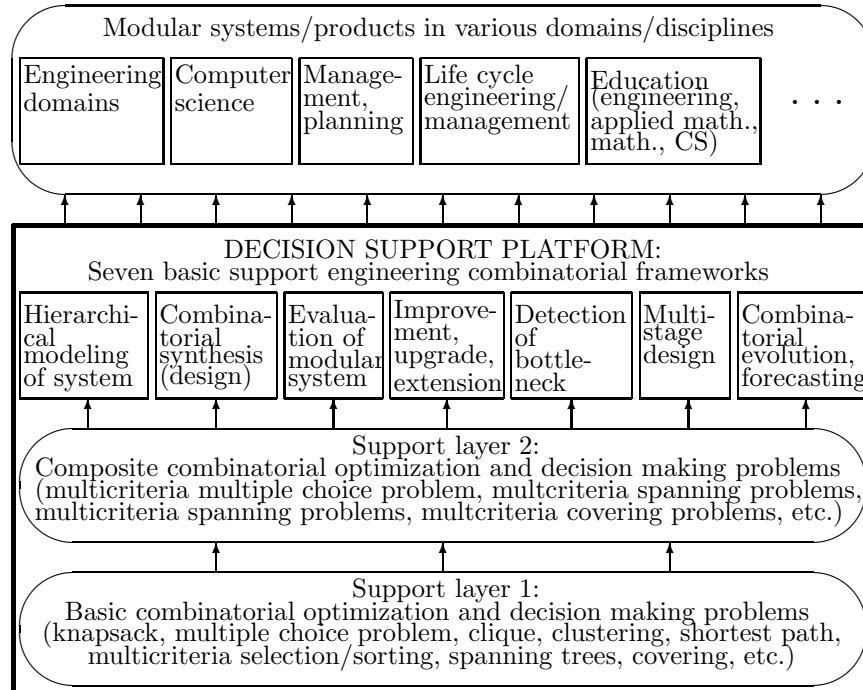 Modular systems/products in various domains/disciplines
Engineering
domains
Computer
science
Manage-
ment,
planning
Life cycle
engineering/
management
Education
(engineering,
applied math.,
math., CS)
. . .
DECISION SUPPORT PLATFORM:
Seven basic support engineering combinatorial frameworks
Hierarchi-
cal
modeling
of system
Combina-
torial
synthesis
(design)
Evalua-
tion of
modular
system
Improve-
ment,
upgrade,
extension
Detection
of
bottle-
neck
Multi-
stage
design
Combina-
torial
evolution,
forecasting
Support layer 2:
Composite combinatorial optimization and decision making problems
(multicriteria multiple choice problem, multcriteria spanning problems,
multicriteria spanning problems, multcriteria covering problems, etc.)
Support layer 1:
Basic combinatorial optimization and decision making problems
(knapsack, multiple choice problem, clique, clustering, shortest path,
multicriteria selection/sorting, spanning trees, covering, etc.)